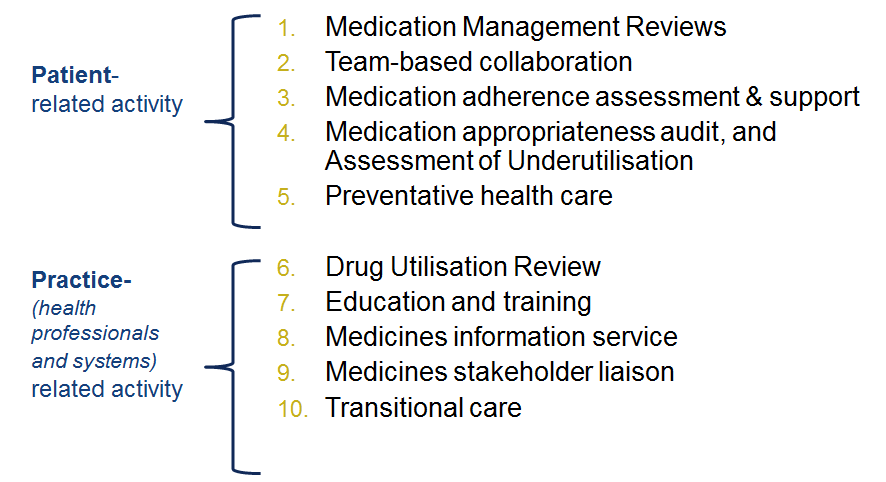 Patient-
related activity
1. Medication Management Reviews
2. Team-based collaboration
3. Medication adherence assessment & support
4. Medication appropriateness audit, and
Assessment of Underutilisation
5. Preventative health care
Practice-
(health
professionals
and systems)
related activity
6. Drug Utilisation Review
7. Education and training
8. Medicines information service
9. Medicines stakeholder liaison
10. Transitional care